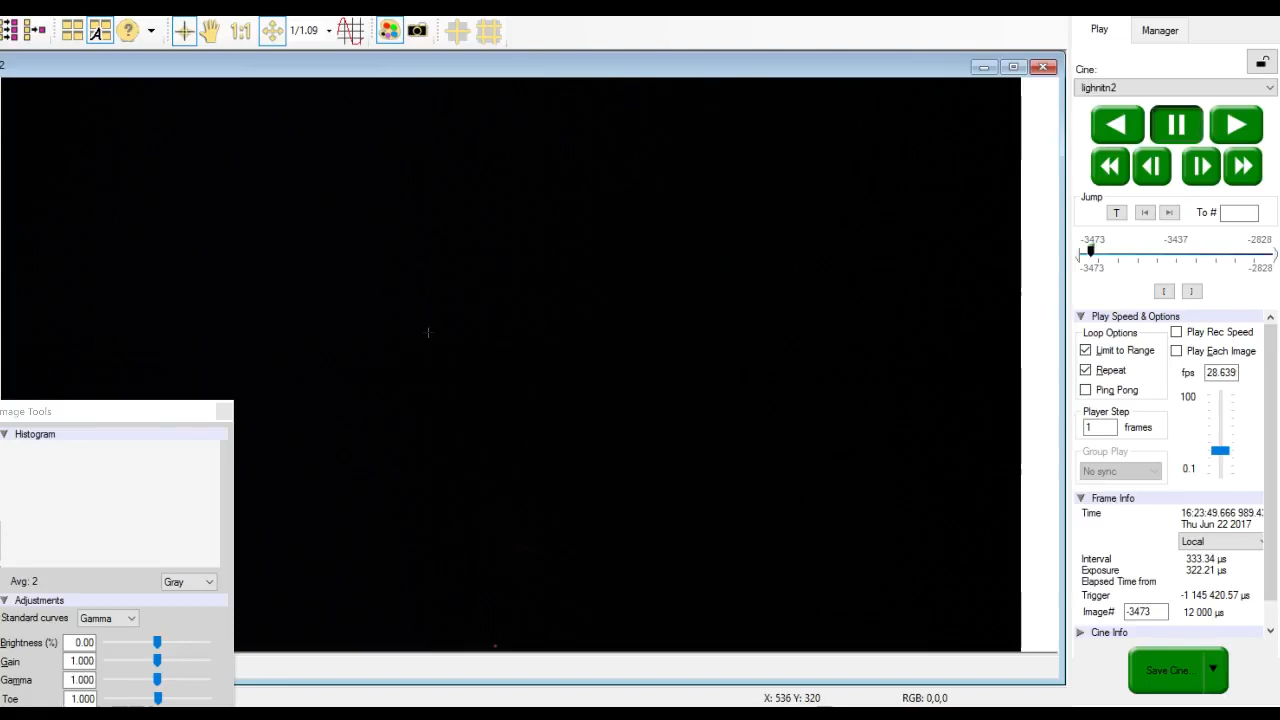 A
?
1:1
1/1.09
Play
Manager
2
Cine:
lighnitn2
Jump
T
To #
-3473
-3437
-2828
-3473
-2828
[
]
Play Speed & Options
Loop Options
Play Rec Speed
Limit to Range
Play Each Image
Repeat
fps
28.639
Ping Pong
100
Player Step
1
frames
Group Play
No sync
0.1
mage Tools
Histogram
Avg: 2
Gray
Adjustments
Standard curves
Gamma
Brightness (%)
0.00
Gain
1.000
Gamma
1.000
Toe
1.000
Frame Info
Time
16:23:49.666 989.4
Thu Jun 22 2017
Local
Interval
333.34 µs
Exposure
322.21 µs
Elapsed Time from
Trigger
-1 145 420.57 µs
Image#
-3473
12 000 µs
Cine Info
Save Cine...
X: 536 Y: 320
RGB: 0,0,0